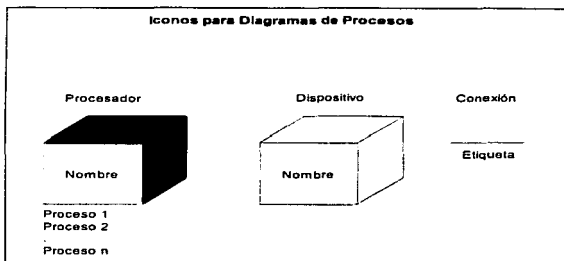 Iconos para Diagramas de Procesos
Procesador
Dispositivo
Conexión
Nombre
Nombre
Etiqueta
Proceso 1
Proceso 2
.
Proceso n